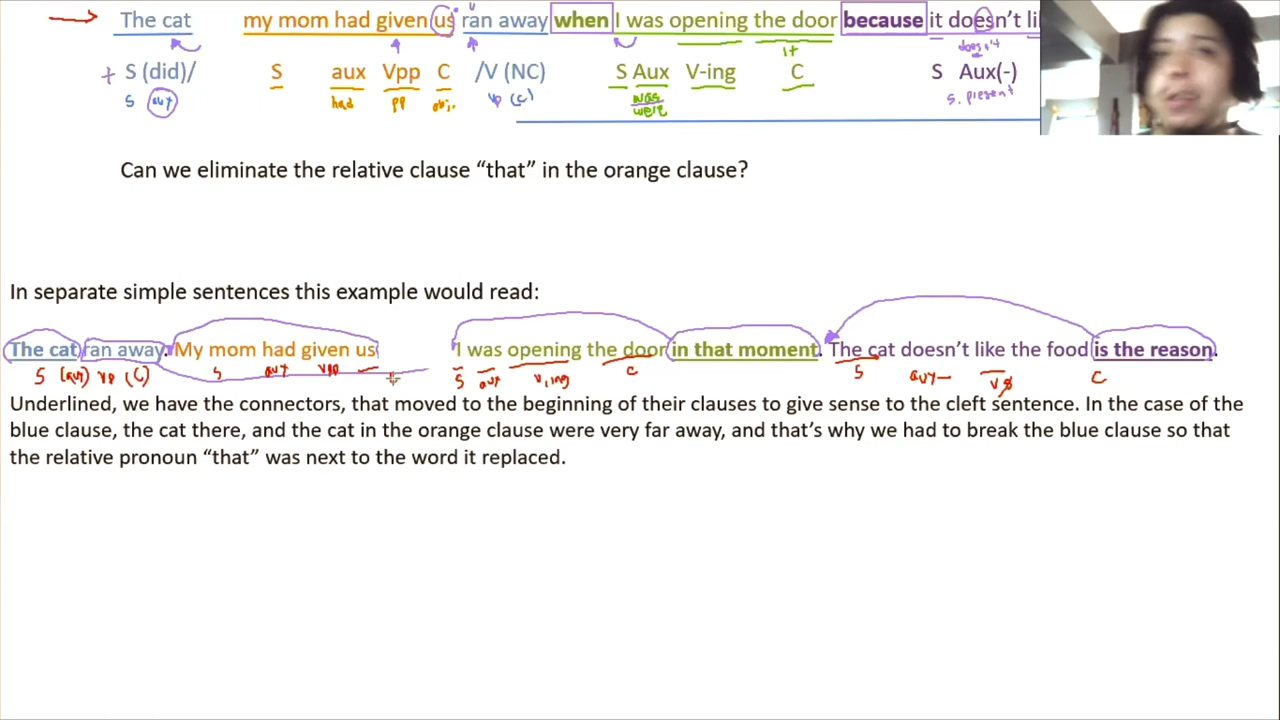 The cat my mom had given us ran away when I was opening the door because it doesn't li
it doesn't
+ S (did)/ S aux Vpp C /V (NC) S Aux V-ing C S Aux(-)
S aux had pp obj. vp (c) was s. present
were
Can we eliminate the relative clause “that” in the orange clause?
In separate simple sentences this example would read:
The cat ran away. My mom had given us I was opening the door in that moment. The cat doesn't like the food is the reason.
S (aux) vp (C) S aux Vpp S aux V.ing C S aux – C
Underlined, we have the connectors, that moved to the beginning of their clauses to give sense to the cleft sentence. In the case of the
blue clause, the cat there, and the cat in the orange clause were very far away, and that's why we had to break the blue clause so that
the relative pronoun “that” was next to the word it replaced.